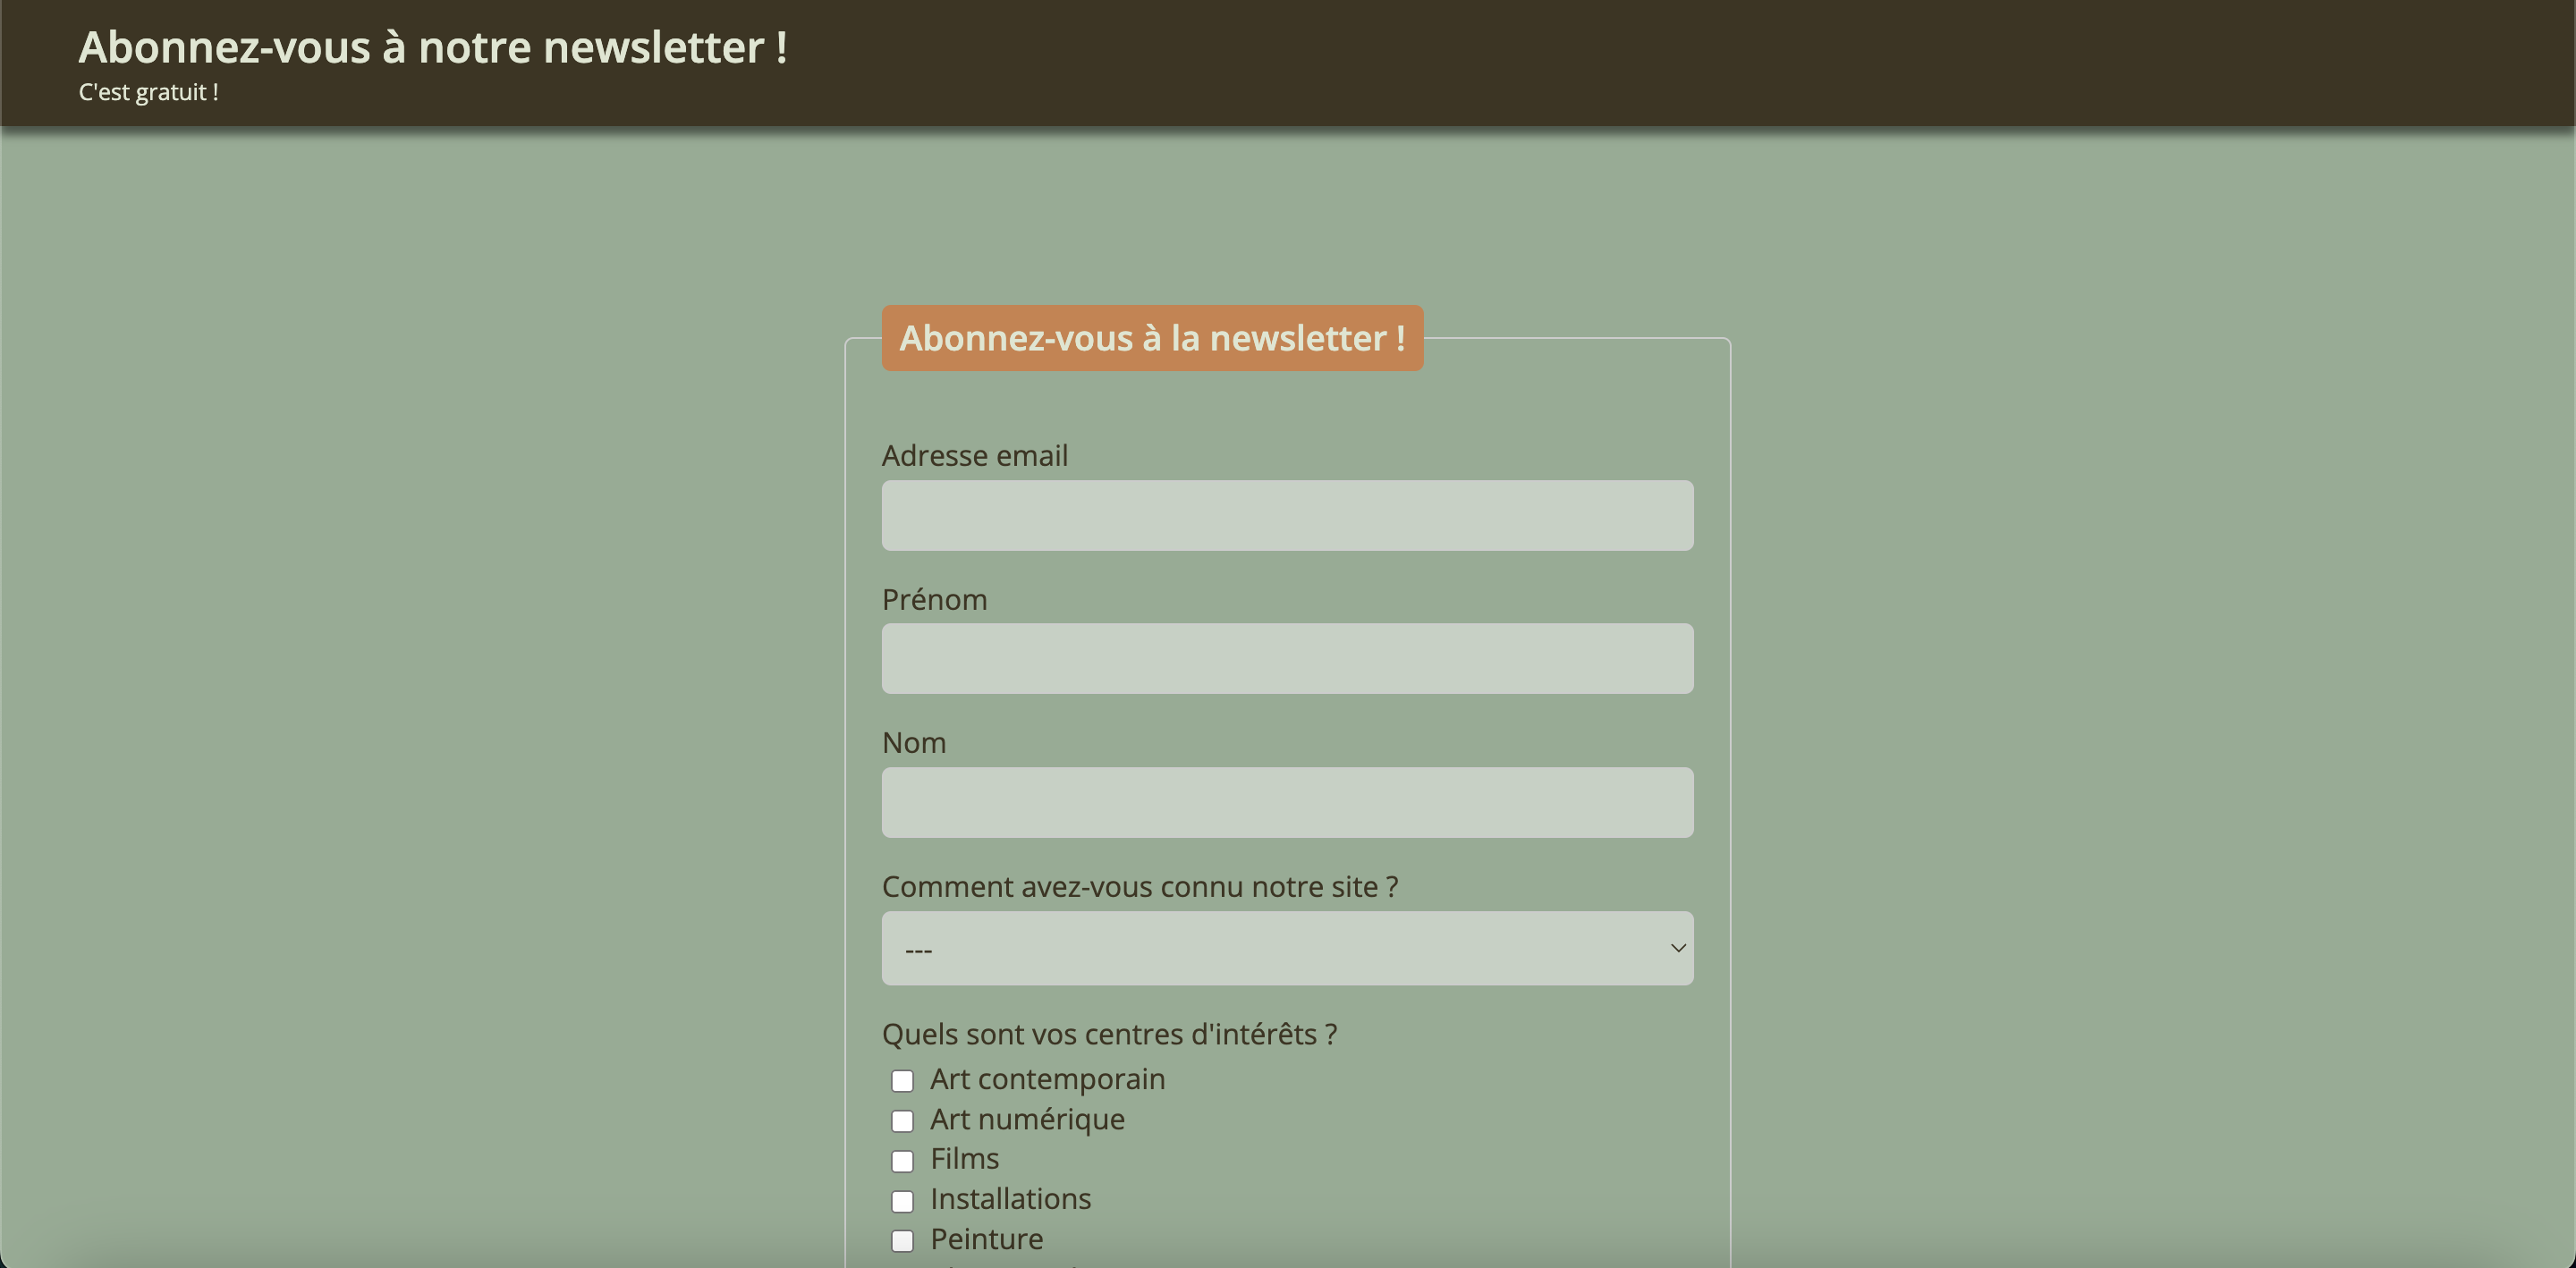 Abonnez-vous à notre newsletter !
C'est gratuit !
Abonnez-vous à la newsletter !
Adresse email
Prénom
Nom
Comment avez-vous connu notre site ?
---
Quels sont vos centres d'intérêts ?
Art contemporain
Art numérique
Films
Installations
Peinture